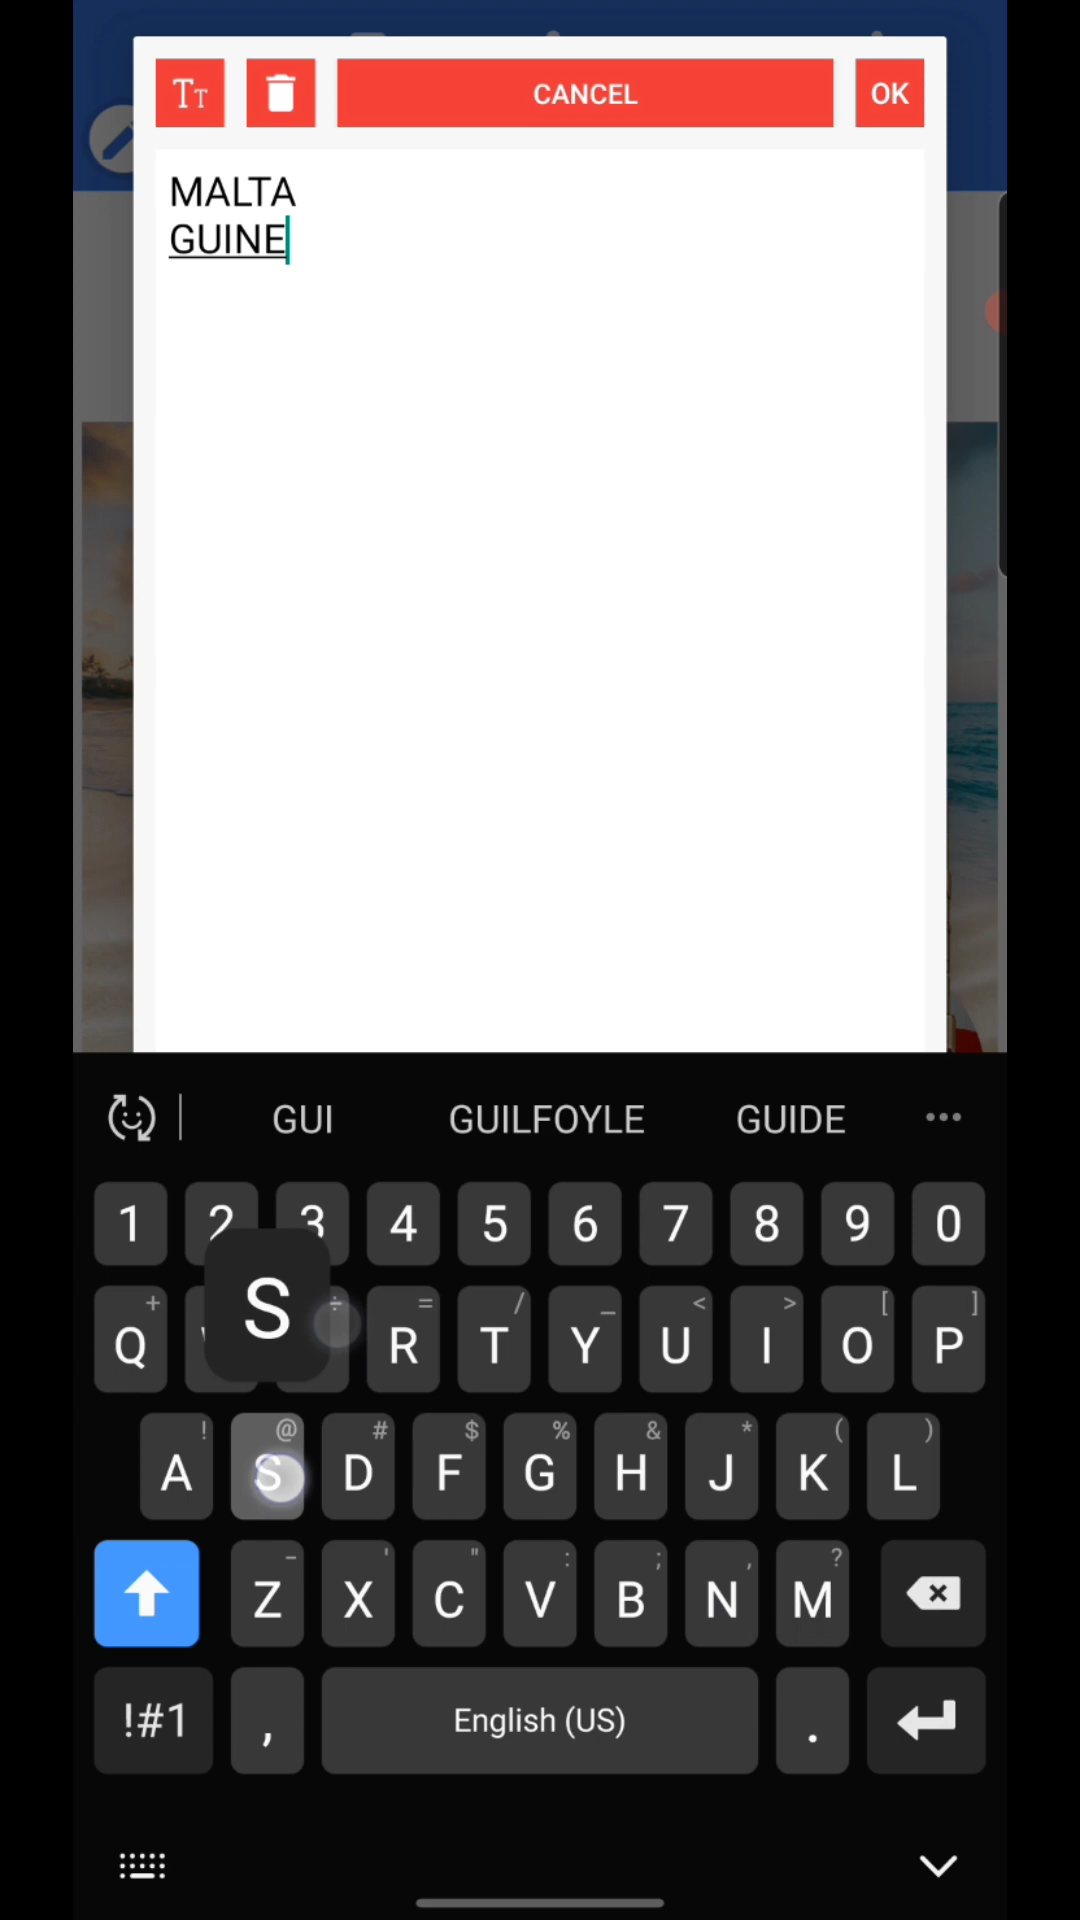 Tт
CANCEL
OK
MALTA
GUINE
GUI
GUILFOYLE
GUIDE
1 2 3 4 5 6 7 8 9 0
S
+ ÷ = / _ < > [ ]
Q R T Y U I O P
! @ # $ % & * ( )
A S D F G H J K L
- ' " : ; , ?
Z X C V B N M
!#1 , English (US) .